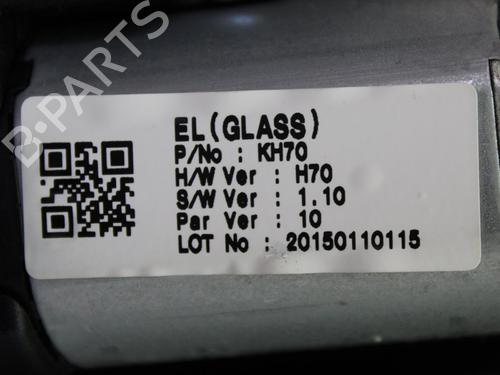 B-PARTS
EL(GLASS)
P/No : KH70
H/W Ver : H70
S/W Ver : 1.10
Par Ver : 10
LOT No : 20150110115